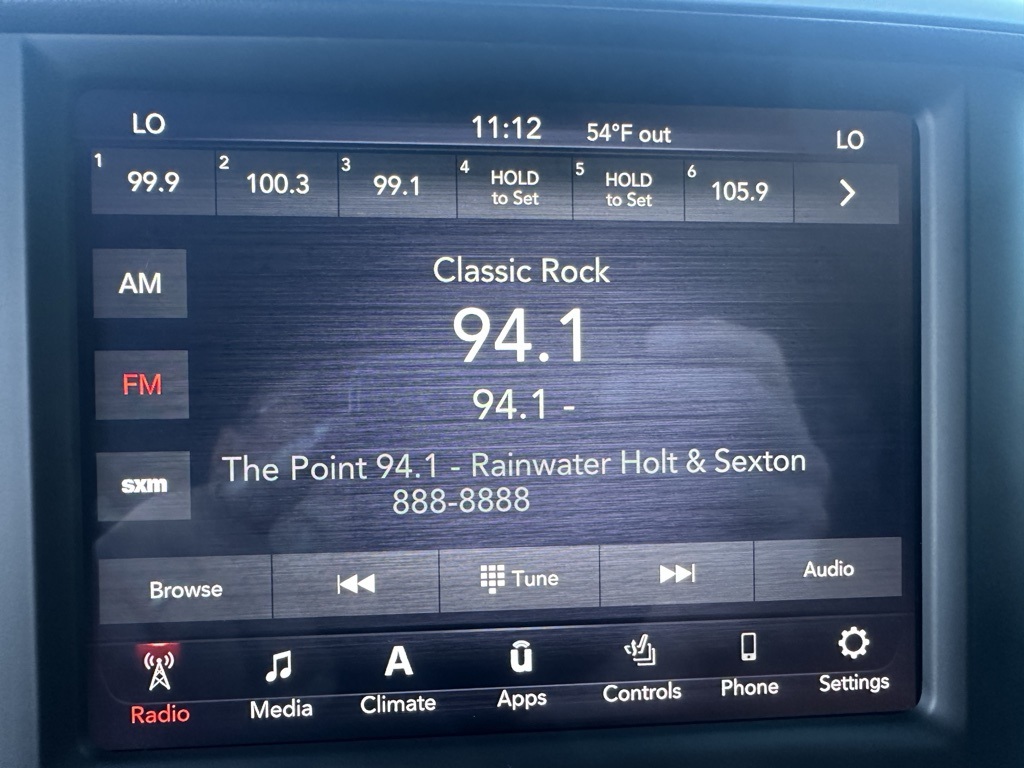 LO 11:12 54°F out LO
1 99.9 2 100.3 3 99.1 4 HOLD to Set 5 HOLD to Set 6 105.9
AM
Classic Rock
94.1
FM
94.1 -
sxm
The Point 94.1 - Rainwater Holt & Sexton
888-8888
Browse Tune Audio
Radio Media A Climate ū Apps Controls Phone Settings